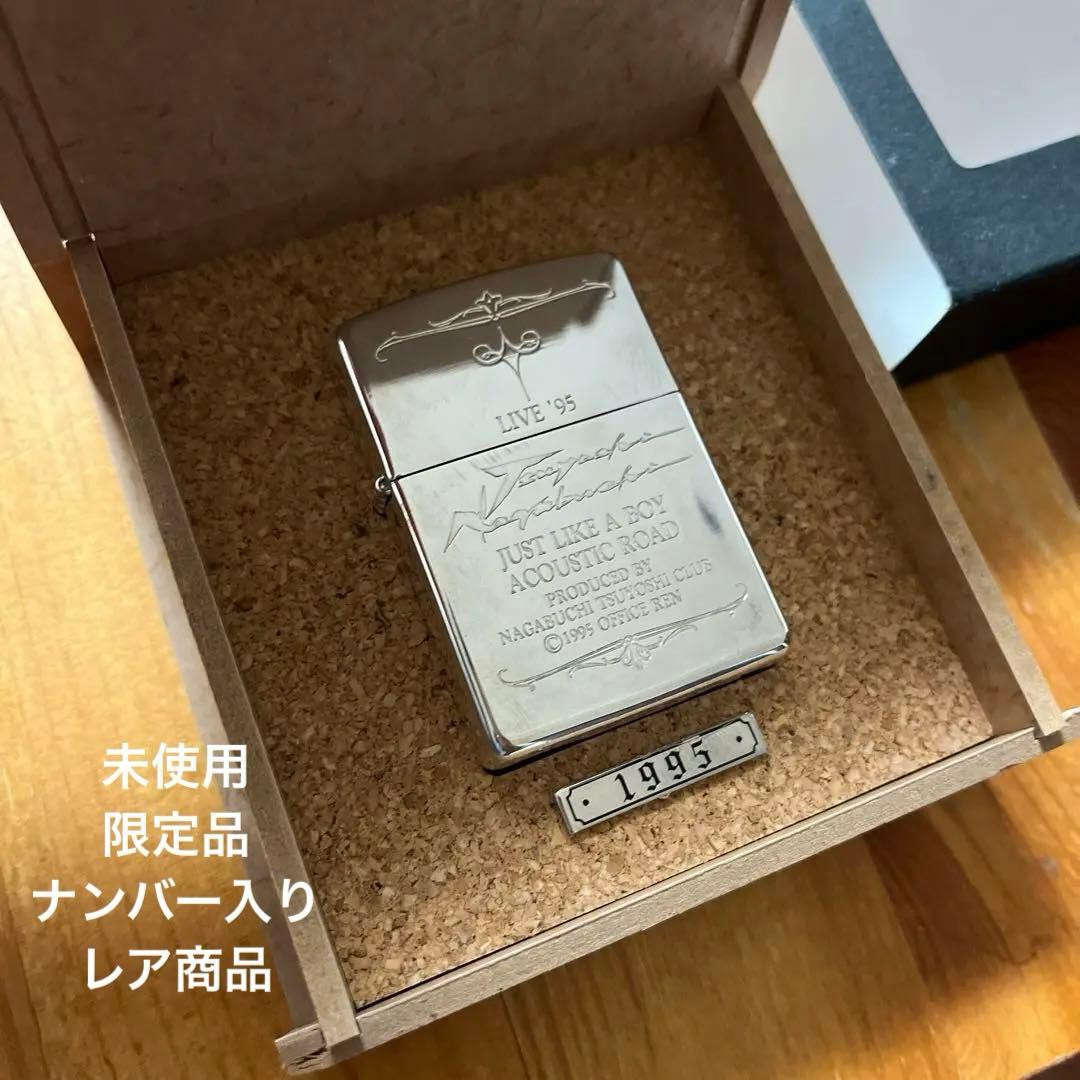 LIVE '95
Tsuyoshi
Nagabuchi
JUST LIKE A BOY
ACOUSTIC ROAD
PRODUCED BY
NAGABUCHI TSUYOSHI CLUB
©1995 OFFICE REN
· 1995 ·
未使用
限定品
ナンバー入り
レア商品